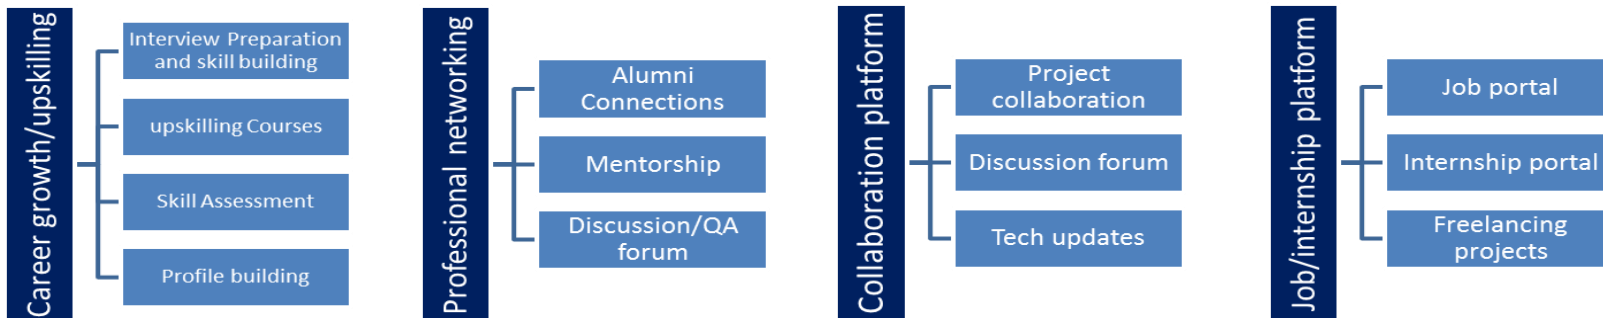 Career growth/upskilling
Interview Preparation
and skill building
upskilling Courses
Skill Assessment
Profile building
Professional networking
Alumni
Connections
Mentorship
Discussion/QA
forum
Collaboration platform
Project
collaboration
Discussion forum
Tech updates
Job/internship platform
Job portal
Internship portal
Freelancing
projects